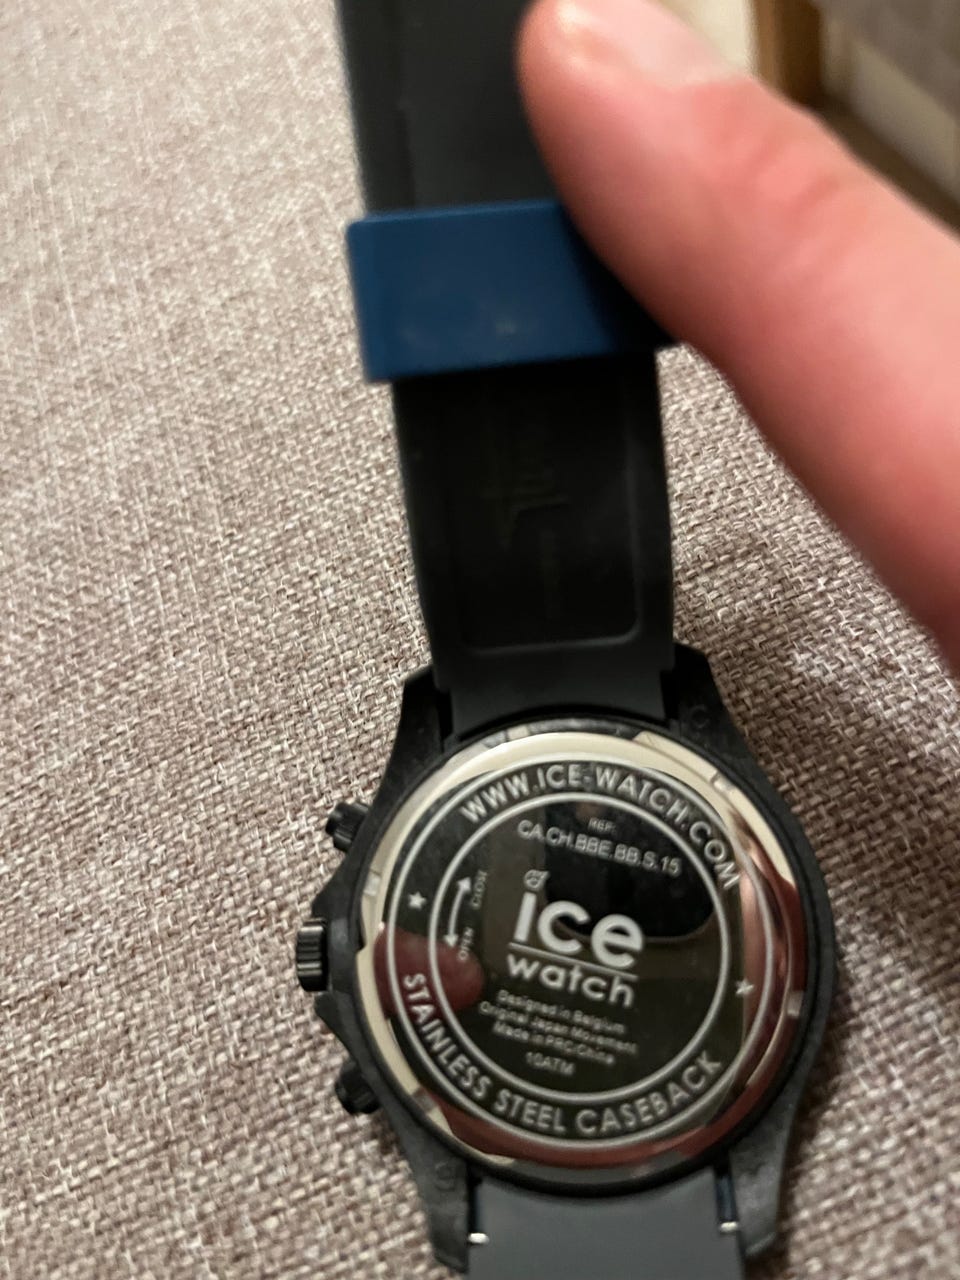 WWW.ICE-WATCH.COM
REF:
CA.CH.BBE.BB.S.15
CLOSE
OPEN
ice
watch
Designed in Belgium
Original Japan Movement
Made in PRC-China
10ATM
STAINLESS STEEL CASEBACK